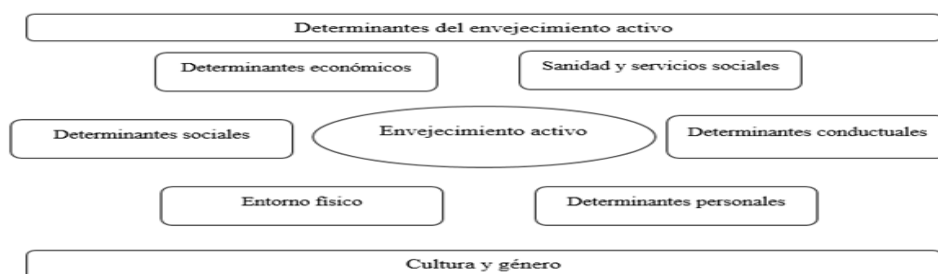 Determinantes del envejecimiento activo
Determinantes económicos
Sanidad y servicios sociales
Determinantes sociales
Envejecimiento activo
Determinantes conductuales
Entorno fisico
Determinantes personales
Cultura y género